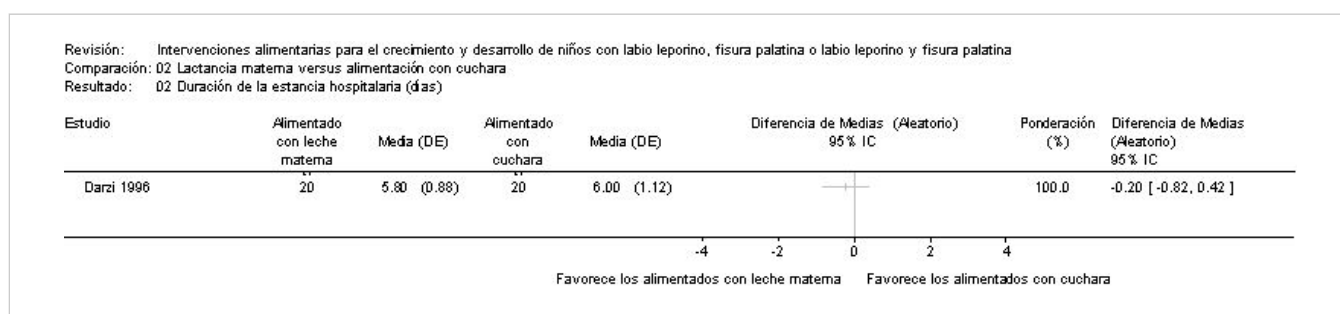 Revisión: Intervenciones alimentarias para el crecimiento y desarrollo de niños con labio leporino, fisura palatina o labio leporino y fisura palatina
Comparación: 02 Lactancia materna versus alimentación con cuchara
Resultado: 02 Duración de la estancia hospitalaria (días)
Estudio Alimentado con leche materna Media (DE) Alimentado con cuchara Media (DE) Diferencia de Medias (Aleatorio) 95% IC Ponderación (%) Diferencia de Medias (Aleatorio) 95% IC
n n
Darzi 1996 20 5.80 (0.88) 20 6.00 (1.12) 100.0 -0.20 [ -0.82, 0.42 ]
-4 -2 0 2 4
Favorece los alimentados con leche materna Favorece los alimentados con cuchara